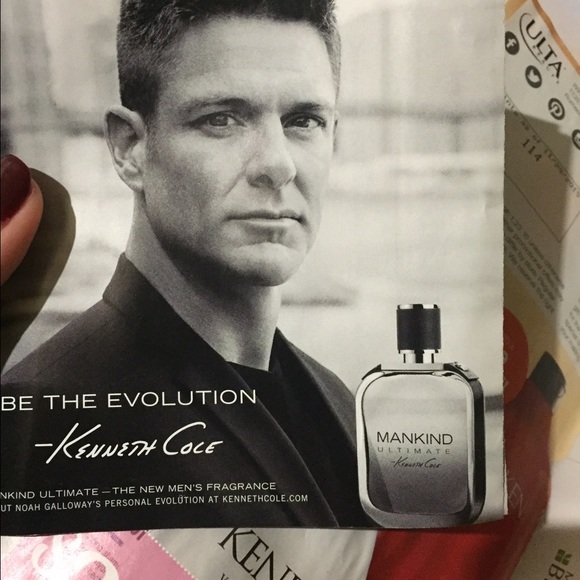 ULTA
114
BE THE EVOLUTION
-KENNETH COLE
MANKIND
ULTIMATE
-KENNETH COLE
NKIND ULTIMATE — THE NEW MEN'S FRAGRANCE
UT NOAH GALLOWAY'S PERSONAL EVOLUTION AT KENNETHCOLE.COM
KENN